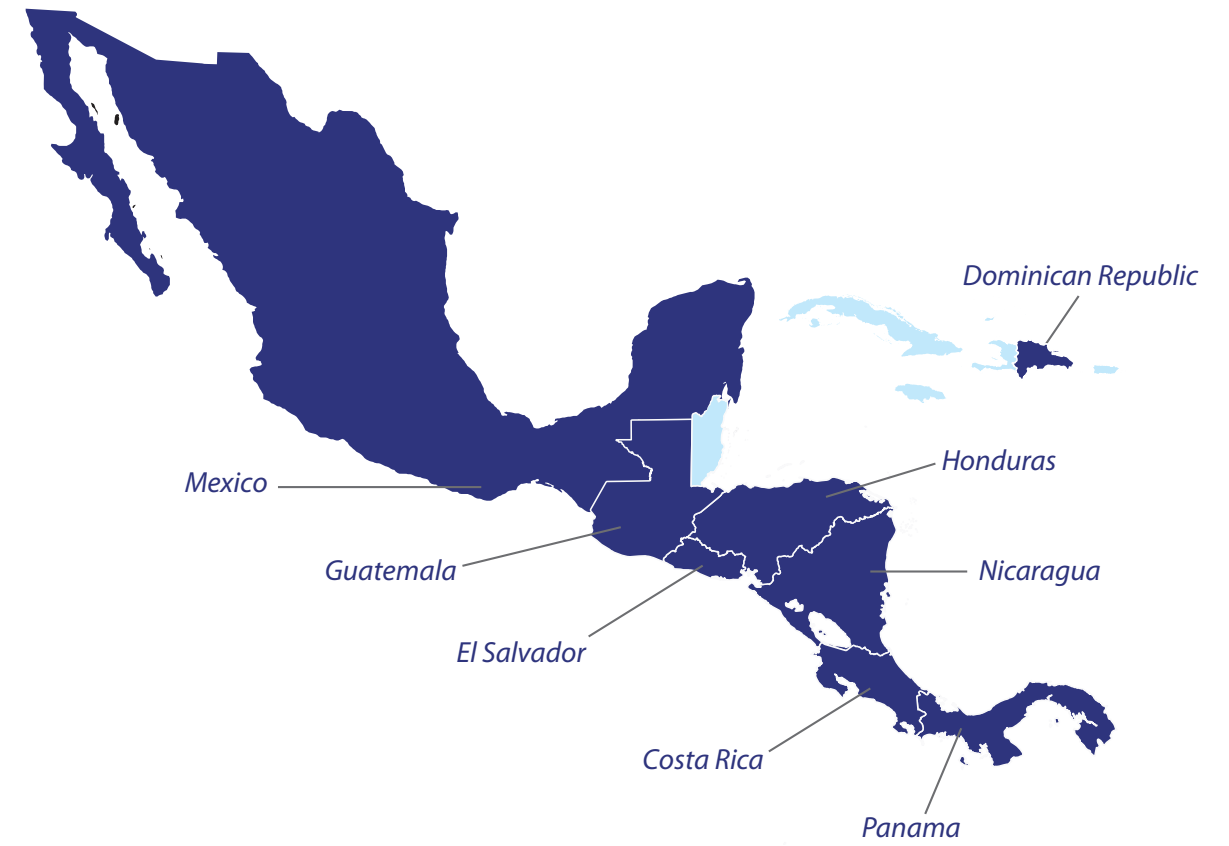 Dominican Republic
Honduras
Mexico
Guatemala
Nicaragua
El Salvador
Costa Rica
Panama